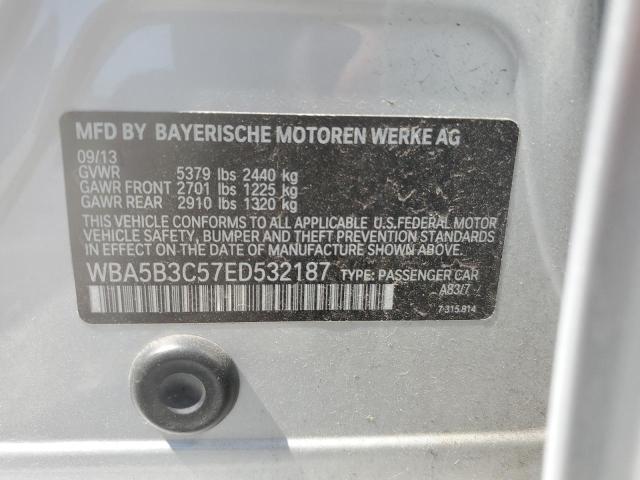 MFD BY BAYERISCHE MOTOREN WERKE AG
09/13
GVWR 5379 lbs 2440 kg
GAWR FRONT 2701 lbs 1225 kg
GAWR REAR 2910 lbs 1320 kg
THIS VEHICLE CONFORMS TO ALL APPLICABLE U.S.FEDERAL MOTOR
VEHICLE SAFETY, BUMPER AND THEFT PREVENTION STANDARDS
IN EFFECT ON THE DATE OF MANUFACTURE SHOWN ABOVE.
WBA5B3C57ED532187 TYPE: PASSENGER CAR
A83/7
7 315 814